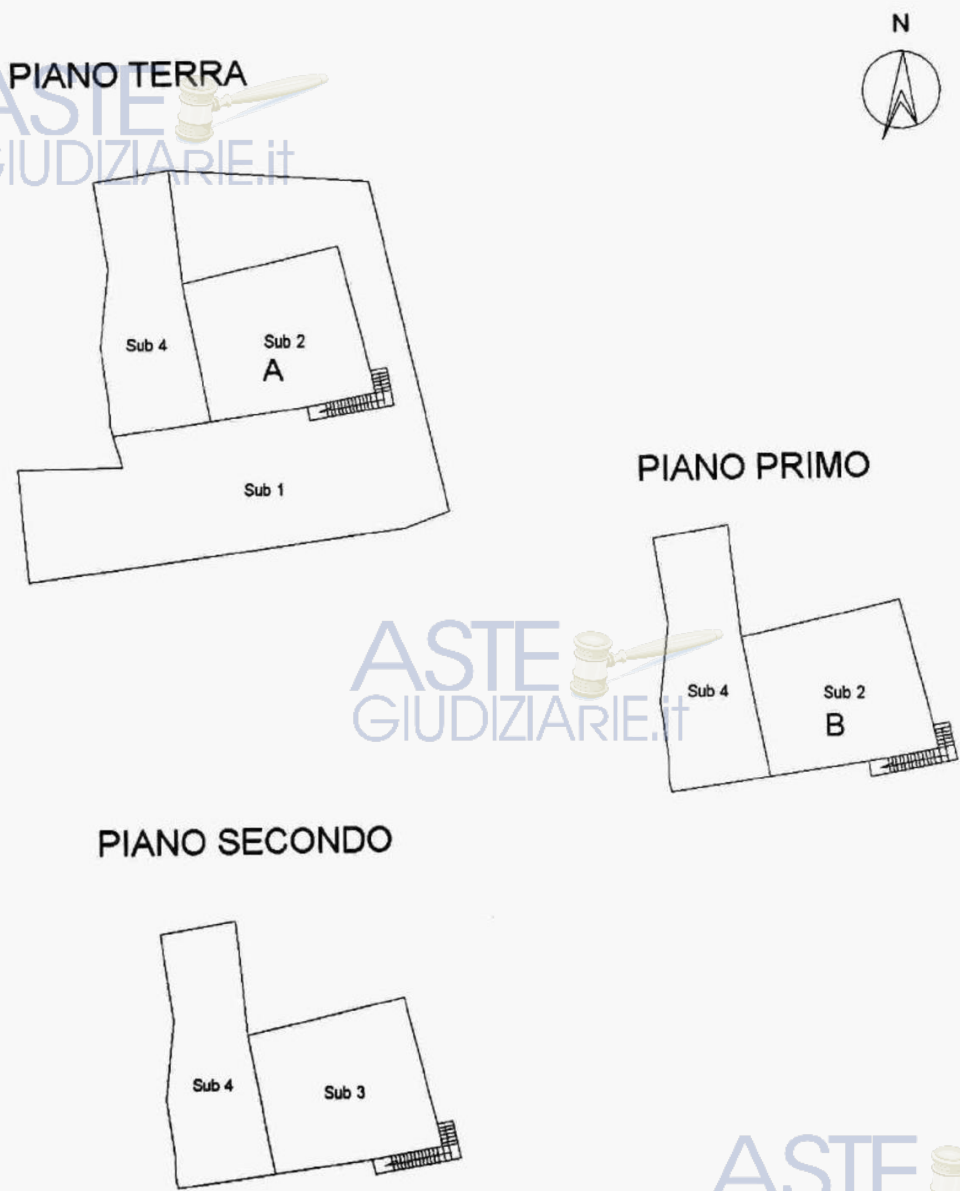 N
PIANO TERRA
ASTE
GIUDIZIARIE.it
Sub 4
Sub 2
A
Sub 1
PIANO PRIMO
ASTE
GIUDIZIARIE.it
Sub 4
Sub 2
B
PIANO SECONDO
Sub 4
Sub 3
ASTE